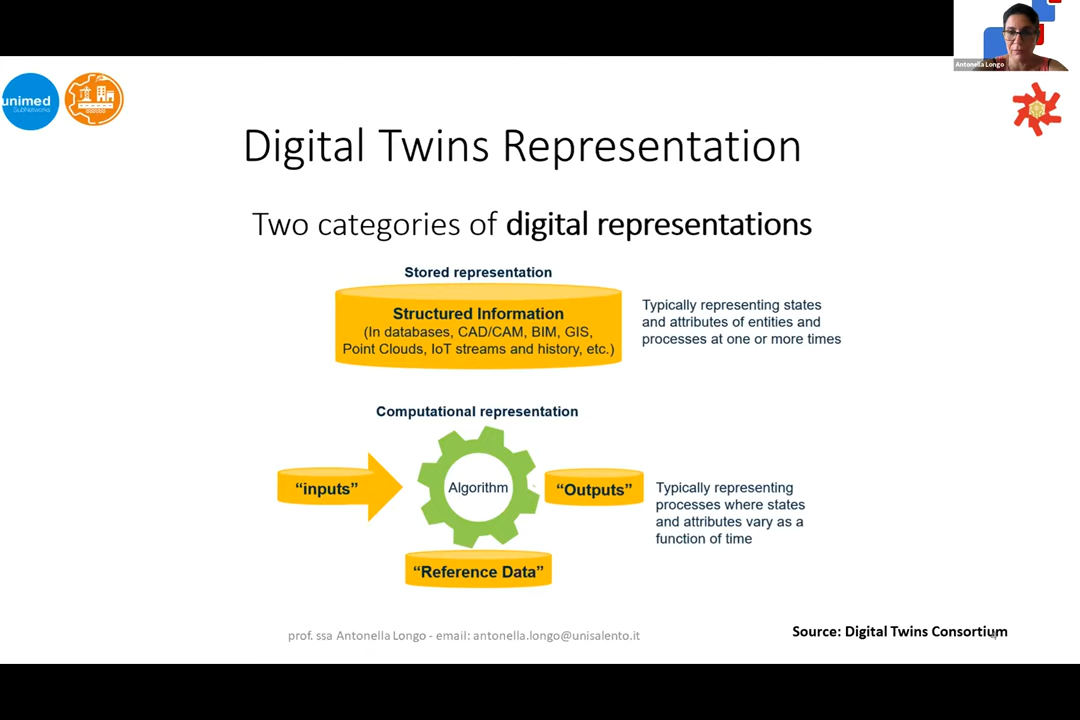 Antonella Longo
unimed
SubNetworks
Digital Twins Representation
Two categories of digital representations
Stored representation
Structured Information
(In databases, CAD/CAM, BIM, GIS,
Point Clouds, IoT streams and history, etc.)
Typically representing states
and attributes of entities and
processes at one or more times
Computational representation
“inputs”
Algorithm
“Outputs”
Typically representing
processes where states
and attributes vary as a
function of time
“Reference Data”
prof. ssa Antonella Longo - email: antonella.longo@unisalento.it
Source: Digital Twins Consortium